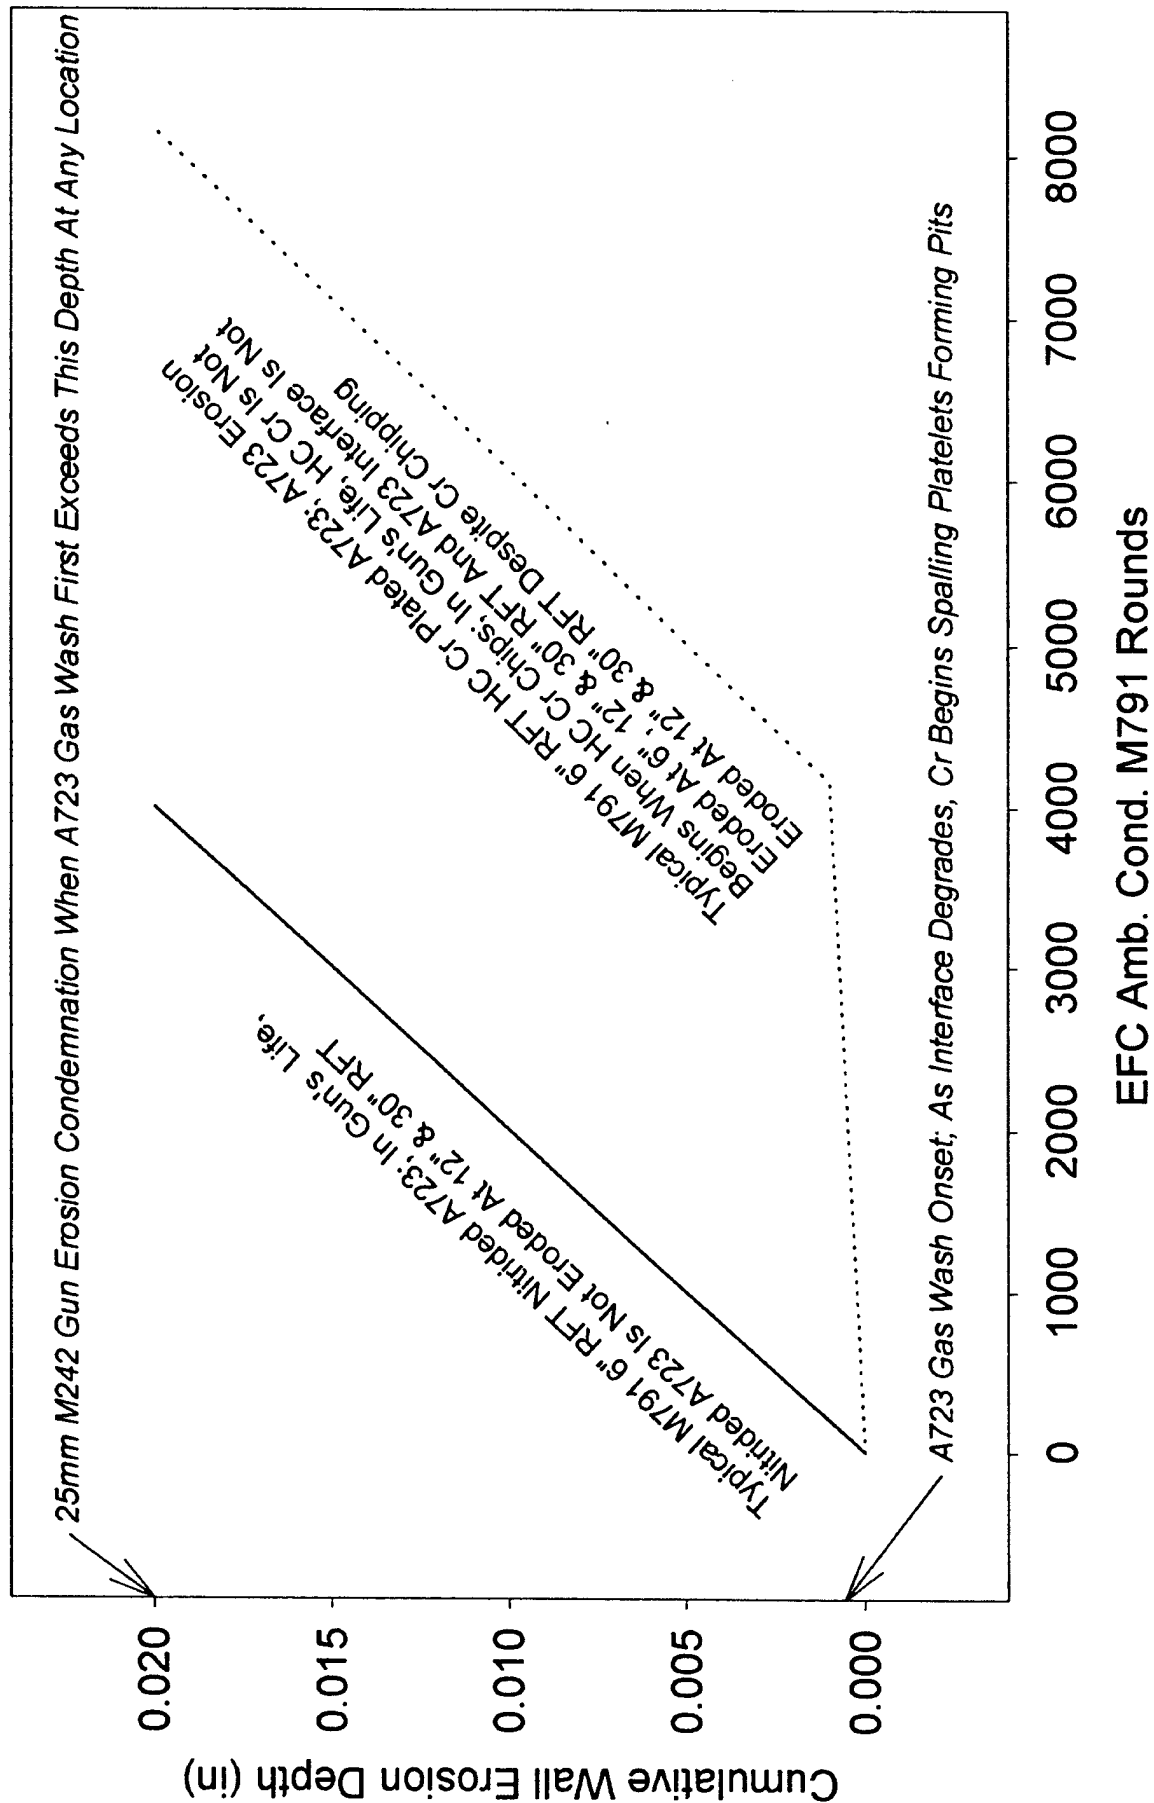 25mm M242 Gun Erosion Condemnation When A723 Gas Wash First Exceeds This Depth At Any Location
Typical M791 6" RFT Nitrided A723; In Gun's Life,
Nitrided A723 Is Not Eroded At 12" & 30" RFT
Typical M791 6" RFT HC Cr Plated A723; A723 Erosion
Begins When HC Cr Chips; In Gun's Life, HC Cr Is Not
Eroded At 6", 12" & 30" RFT And A723 Interface Is Not
Eroded At 12" & 30" RFT Despite Cr Chipping
A723 Gas Wash Onset; As Interface Degrades, Cr Begins Spalling Platelets Forming Pits
Cumulative Wall Erosion Depth (in)
0.020
0.015
0.010
0.005
0.000
0
1000
2000
3000
4000
5000
6000
7000
8000
EFC Amb. Cond. M791 Rounds